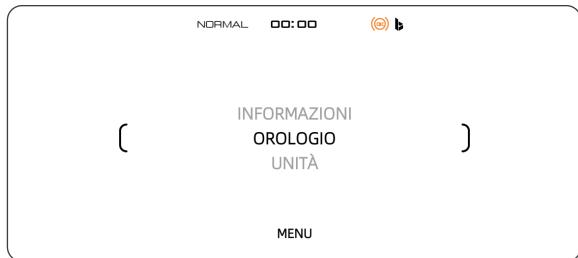 NORMAL 00:00
INFORMAZIONI
OROLOGIO
UNITÀ
MENU